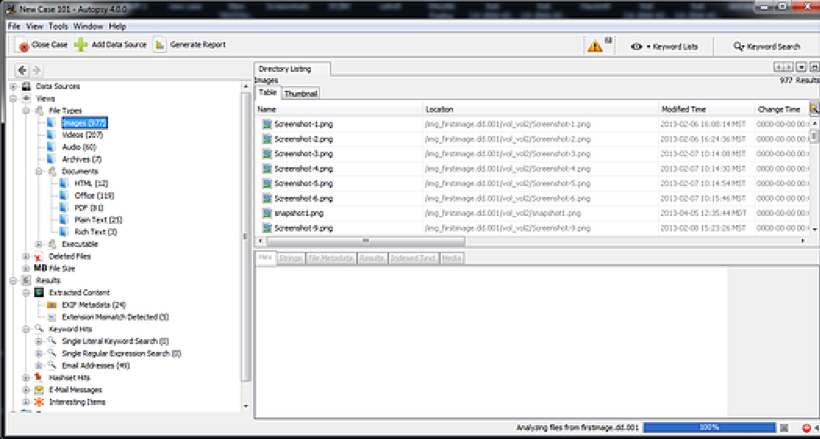 New Case 101 - Autopsy 4.0.0
File View Tools Window Help
Close Case Add Data Source Generate Report Keyword Lists Keyword Search
Directory Listing
Images 977 Results
Table Thumbnail
Name Location Modified Time Change Time
Screenshot-1.png /img_firstimage.dd.001/vol_vol2/Screenshot-1.png 2013-02-06 16:08:14 MST 0000-00-00 00:
Screenshot-2.png /img_firstimage.dd.001/vol_vol2/Screenshot-2.png 2013-02-06 16:24:36 MST 0000-00-00 00:
Screenshot-3.png /img_firstimage.dd.001/vol_vol2/Screenshot-3.png 2013-02-07 10:14:08 MST 0000-00-00 00:
Screenshot-4.png /img_firstimage.dd.001/vol_vol2/Screenshot-4.png 2013-02-07 10:14:30 MST 0000-00-00 00:
Screenshot-5.png /img_firstimage.dd.001/vol_vol2/Screenshot-5.png 2013-02-07 10:14:54 MST 0000-00-00 00:
Screenshot-6.png /img_firstimage.dd.001/vol_vol2/Screenshot-6.png 2013-02-07 10:15:46 MST 0000-00-00 00:
snapshot1.png /img_firstimage.dd.001/vol_vol2/snapshot1.png 2013-04-05 12:35:44 MDT 0000-00-00 00:
Screenshot-9.png /img_firstimage.dd.001/vol_vol2/Screenshot-9.png 2013-02-08 15:23:26 MST 0000-00-00 00:
Data Sources
Views
File Types
Images (977)
Videos (207)
Audio (60)
Archives (7)
Documents
HTML (12)
Office (119)
PDF (81)
Plain Text (25)
Rich Text (3)
Executable
Deleted Files
MB File Size
Results
Extracted Content
EXIF Metadata (24)
Extension Mismatch Detected (5)
Keyword Hits
Single Literal Keyword Search (0)
Single Regular Expression Search (0)
Email Addresses (49)
Hashset Hits
E-Mail Messages
Interesting Items
Hex Strings File Metadata Results Indexed Text Media
Analyzing files from firstimage.dd.001 100% 4